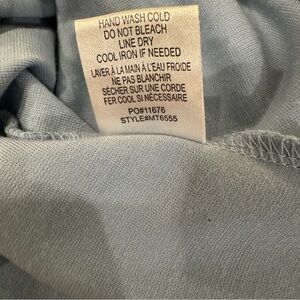 HAND WASH COLD
DO NOT BLEACH
LINE DRY
COOL IRON IF NEEDED
LAVER À LA MAIN À L'EAU FROIDE
NE PAS BLANCHIR
SÉCHER SUR UNE CORDE
FER COOL SI NÉCESSAIRE
PO#11676
STYLE#MT6555